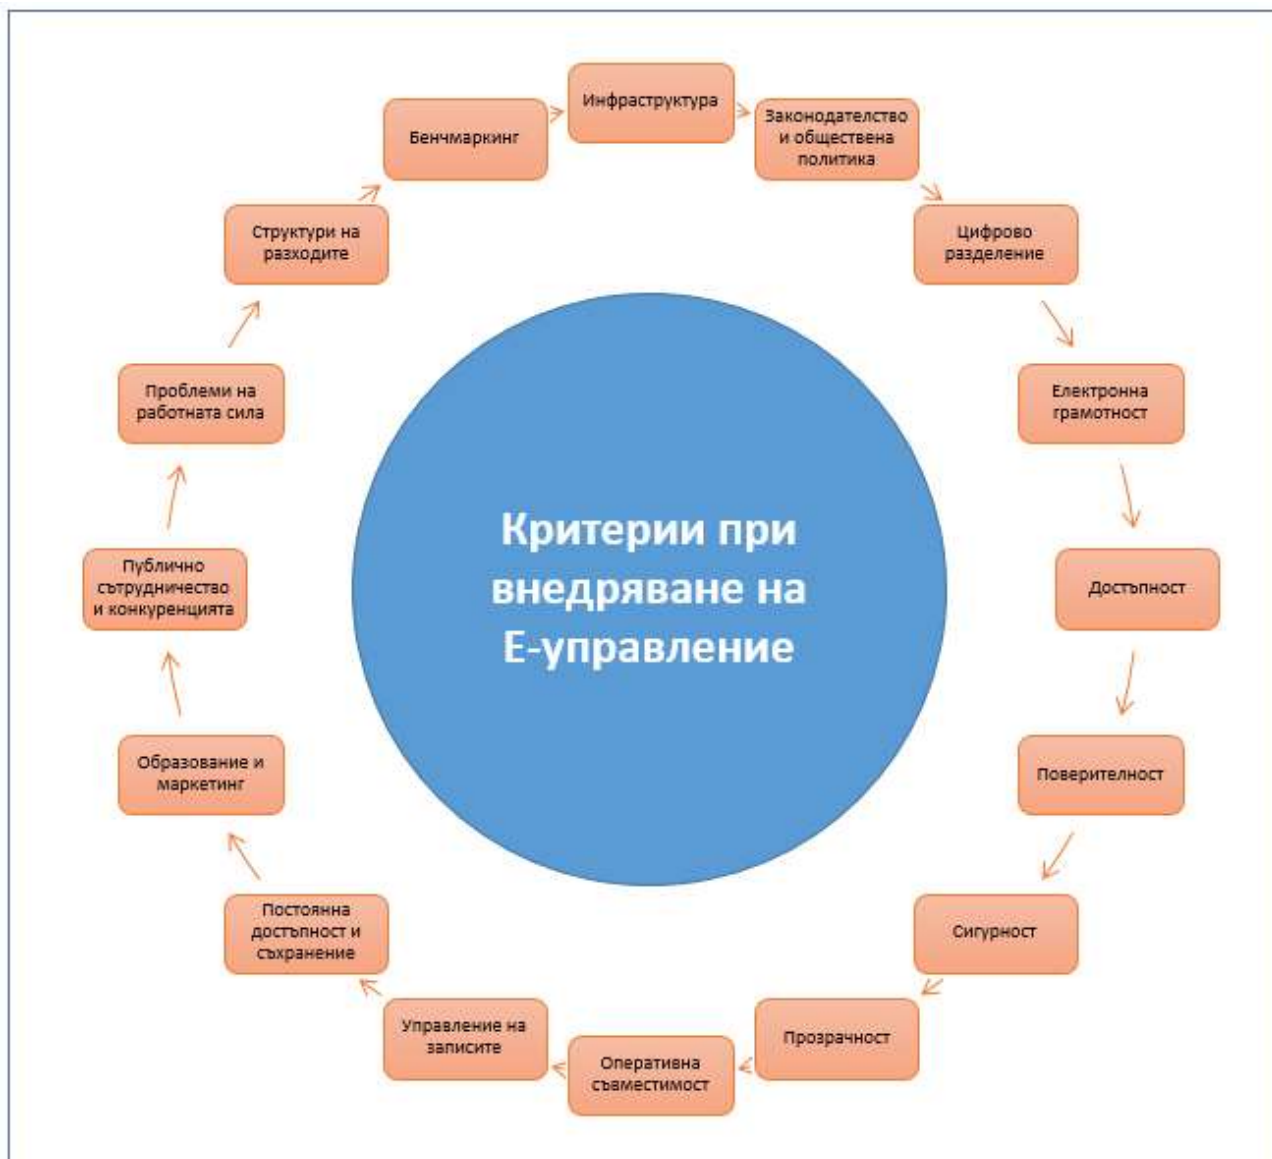 Инфраструктура
Законодателство
и обществена
политика
Цифрово
разделение
Електронна
грамотност
Достъпност
Поверителност
Сигурност
Прозрачност
Оперативна
съвместимост
Управление на
записите
Постоянна
достъпност и
съхранение
Образование и
маркетинг
Публично
сътрудничество
и конкуренцията
Проблеми на
работната сила
Структури на
разходите
Бенчмаркинг
Критерии при
внедряване на
Е-управление